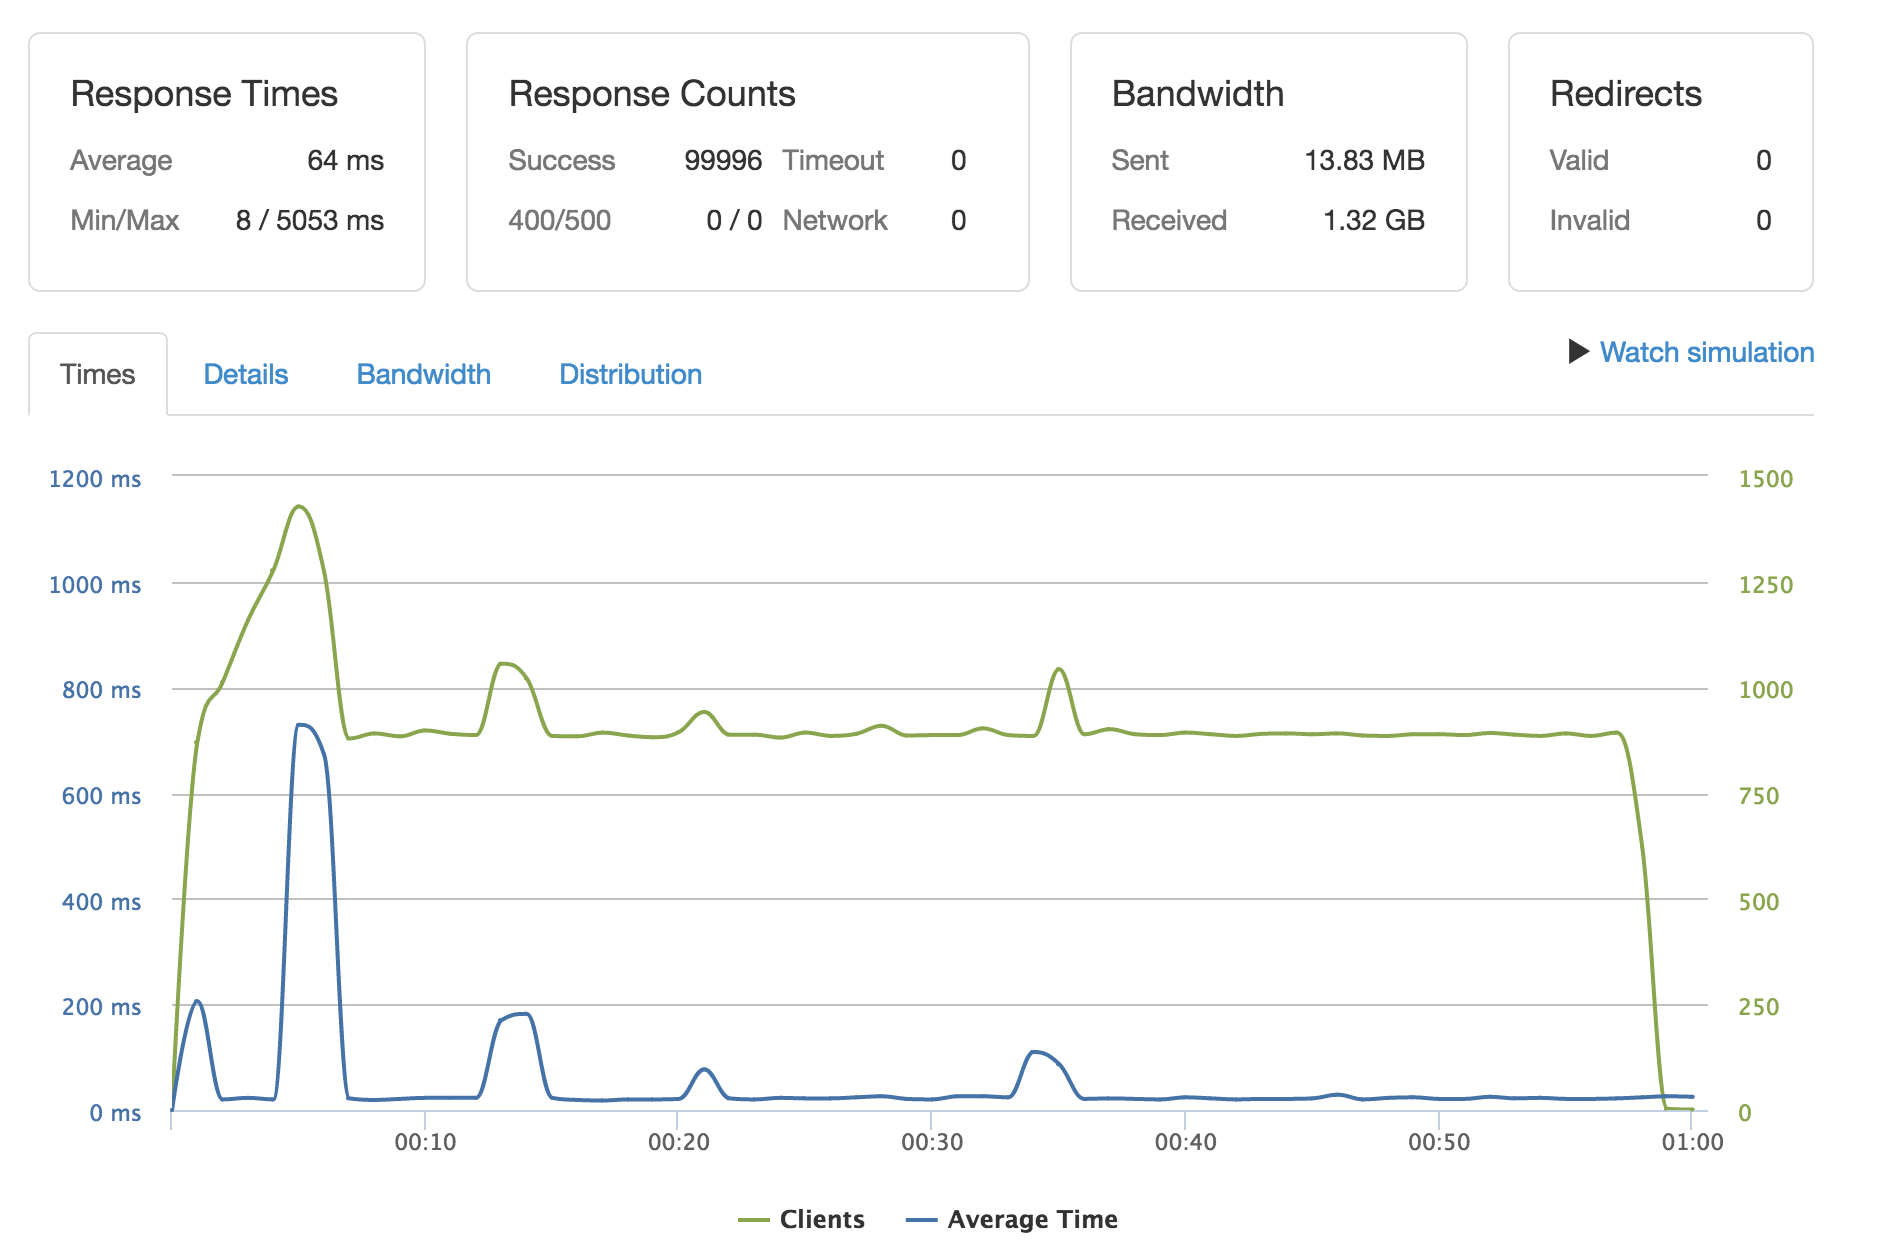 Response Times
Average 64 ms
Min/Max 8 / 5053 ms
Response Counts
Success 99996 Timeout 0
400/500 0 / 0 Network 0
Bandwidth
Sent 13.83 MB
Received 1.32 GB
Redirects
Valid 0
Invalid 0
Times Details Bandwidth Distribution
Watch simulation
1200 ms 1500
1000 ms 1250
800 ms 1000
600 ms 750
400 ms 500
200 ms 250
0 ms 0
00:10 00:20 00:30 00:40 00:50 01:00
Clients Average Time